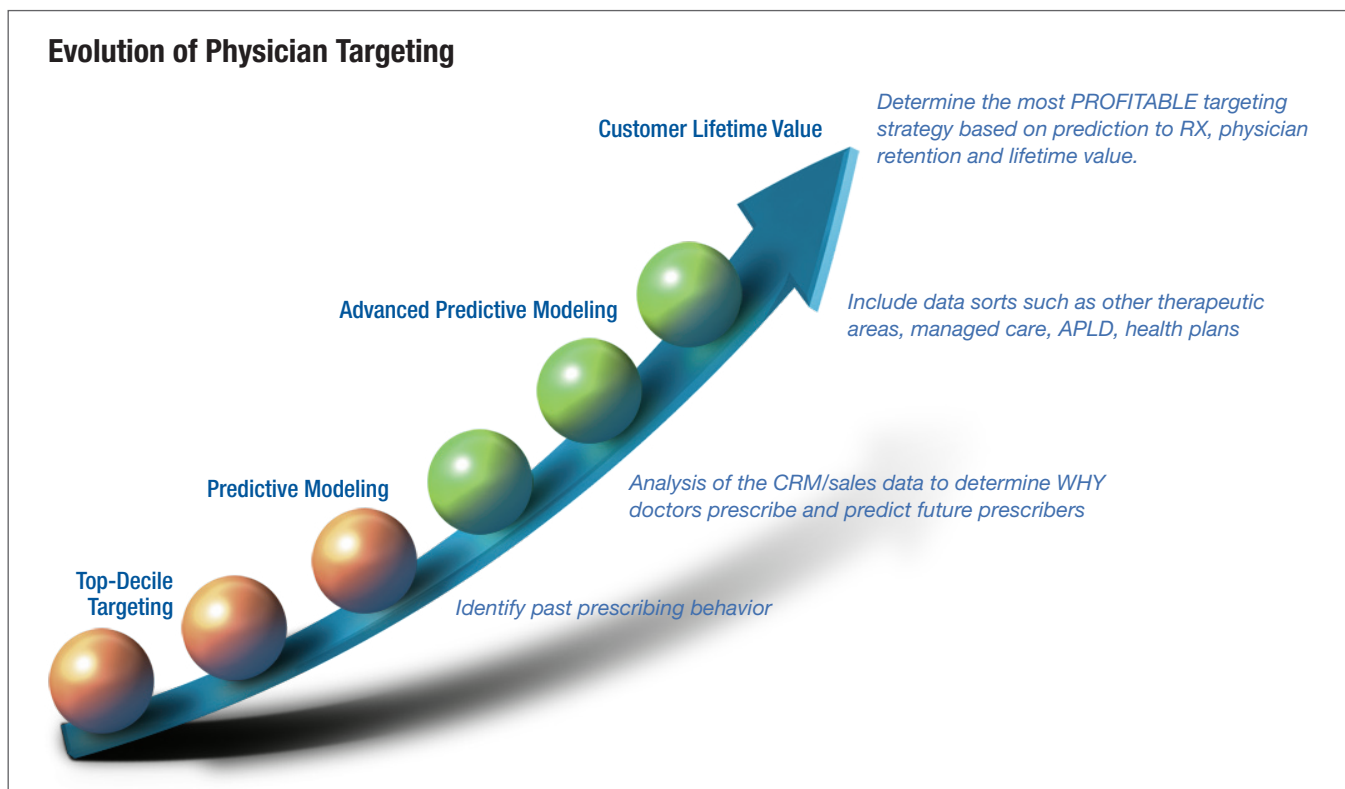 Evolution of Physician Targeting
Customer Lifetime Value
Determine the most PROFITABLE targeting
strategy based on prediction to RX, physician
retention and lifetime value.
Advanced Predictive Modeling
Include data sorts such as other therapeutic
areas, managed care, APLD, health plans
Predictive Modeling
Analysis of the CRM/sales data to determine WHY
doctors prescribe and predict future prescribers
Top-Decile
Targeting
Identify past prescribing behavior